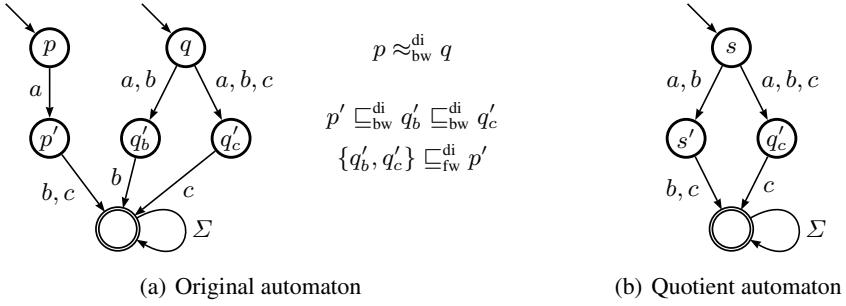 p q
a a, b a, b, c
p′ q′_b q′_c
b, c b c
Σ
p ≈^di_bw q
p′ ⊑^di_bw q′_b ⊑^di_bw q′_c
{q′_b, q′_c} ⊑^di_fw p′
(a) Original automaton
s
a, b a, b, c
s′ q′_c
b, c c
Σ
(b) Quotient automaton